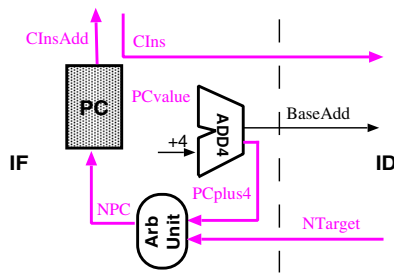 CInsAdd
CIns
PC
PCvalue
ADD4
BaseAdd
+4
IF
ID
PCplus4
NPC
Arb
Unit
NTarget